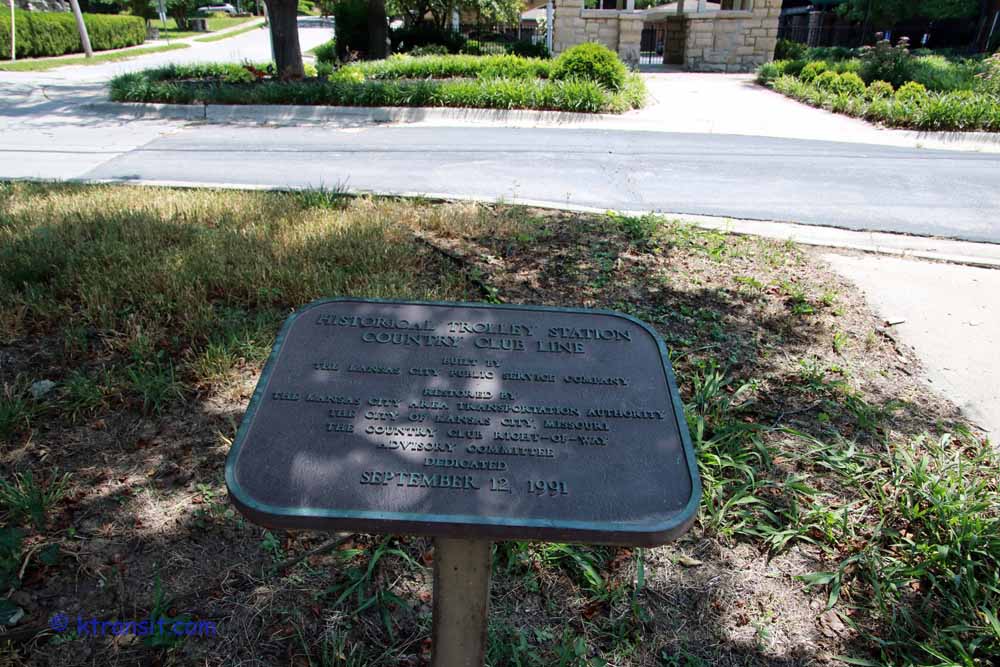 HISTORICAL TROLLEY STATION
COUNTRY CLUB LINE
BUILT BY
THE KANSAS CITY PUBLIC SERVICE COMPANY
RESTORED BY
THE KANSAS CITY AREA TRANSPORTATION AUTHORITY
THE CITY OF KANSAS CITY, MISSOURI
THE COUNTRY CLUB RIGHT-OF-WAY
ADVISORY COMMITTEE
DEDICATED
SEPTEMBER 12, 1991
© ktransit.com